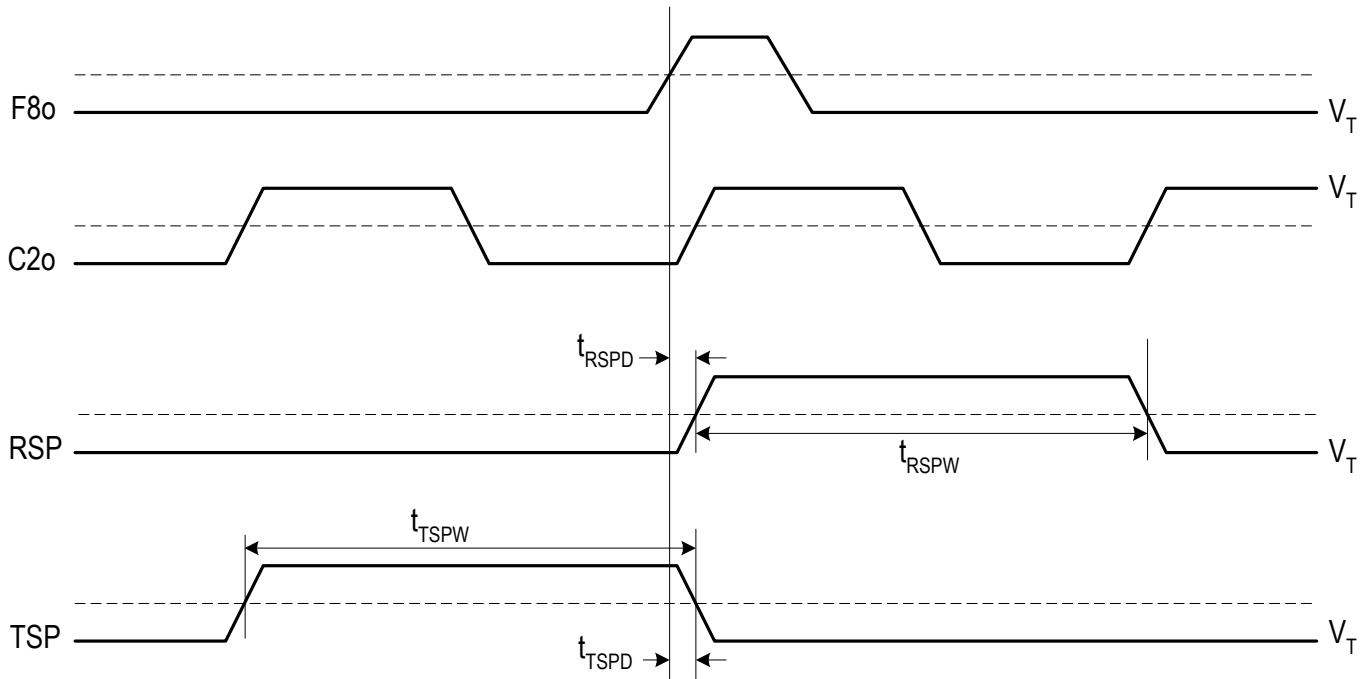 F8o
V_T
V_T
C2o
t_RSPD
RSP
t_RSPW
V_T
t_TSPW
TSP
t_TSPD
V_T